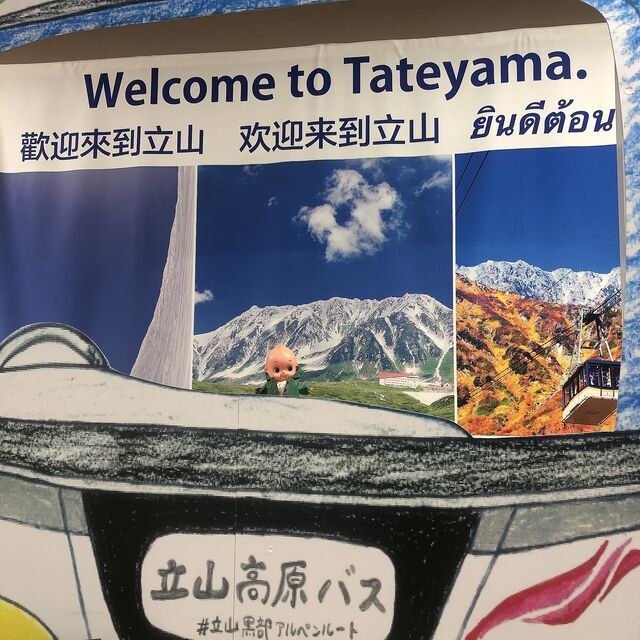 Welcome to Tateyama.
歡迎來到立山 欢迎来到立山 ยินดีต้อน
立山高原バス
#立山黒部アルペンルート